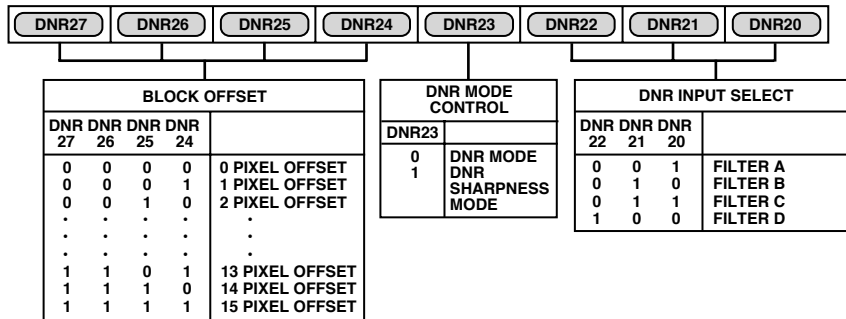 DNR27 DNR26 DNR25 DNR24 DNR23 DNR22 DNR21 DNR20
BLOCK OFFSET
DNR DNR DNR DNR
27 26 25 24
0 0 0 0 0 PIXEL OFFSET
0 0 0 1 1 PIXEL OFFSET
0 0 1 0 2 PIXEL OFFSET
. . . . .
. . . . .
. . . . .
1 1 0 1 13 PIXEL OFFSET
1 1 1 0 14 PIXEL OFFSET
1 1 1 1 15 PIXEL OFFSET
DNR MODE
CONTROL
DNR23
0 DNR MODE
1 DNR
SHARPNESS
MODE
DNR INPUT SELECT
DNR DNR DNR
22 21 20
0 0 1 FILTER A
0 1 0 FILTER B
0 1 1 FILTER C
1 0 0 FILTER D